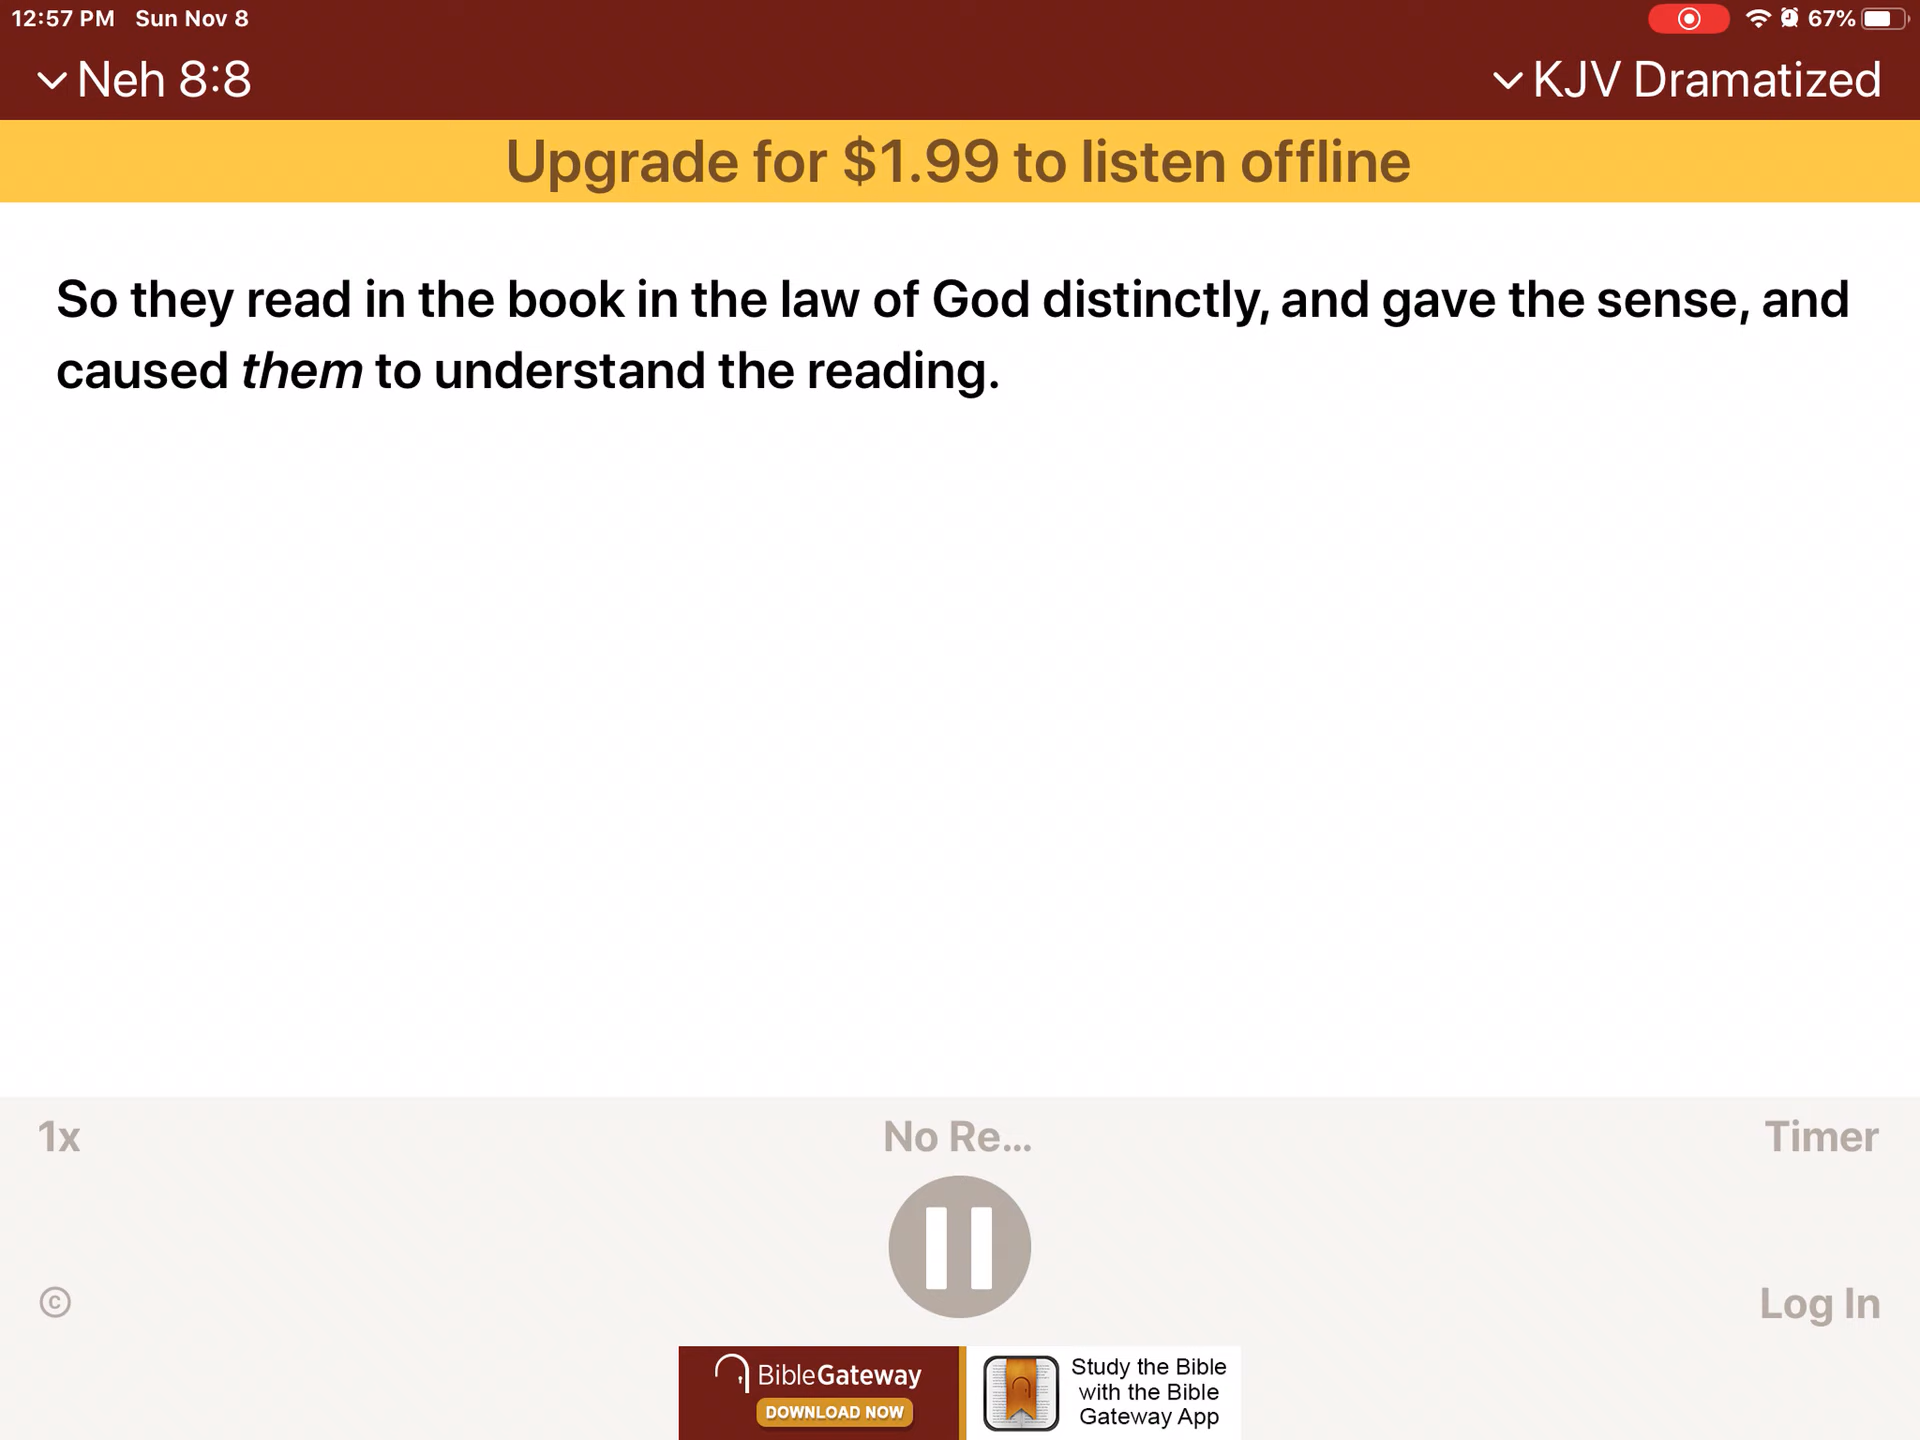 12:57 PM Sun Nov 8 67%
Neh 8:8 KJV Dramatized
Upgrade for $1.99 to listen offline
So they read in the book in the law of God distinctly, and gave the sense, and
caused them to understand the reading.
1x No Re... Timer
© Log In
BibleGateway
DOWNLOAD NOW
Study the Bible
with the Bible
Gateway App